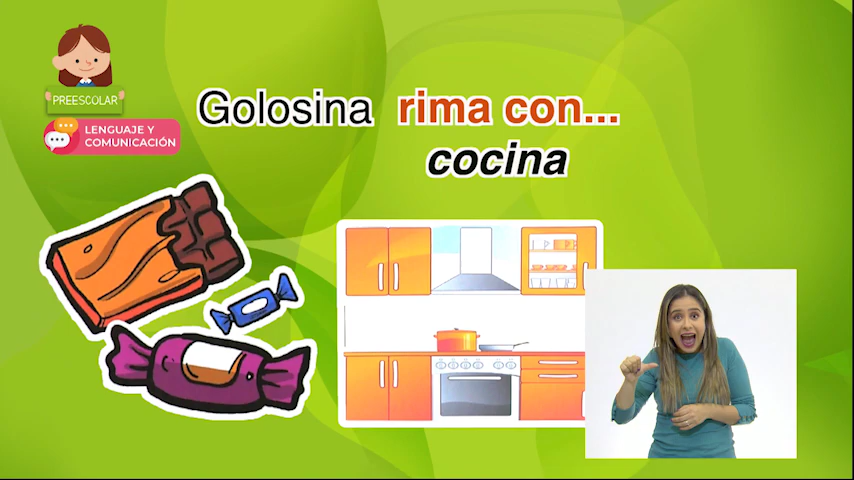 PREESCOLAR
LENGUAJE Y
COMUNICACIÓN
Golosina rima con...
cocina